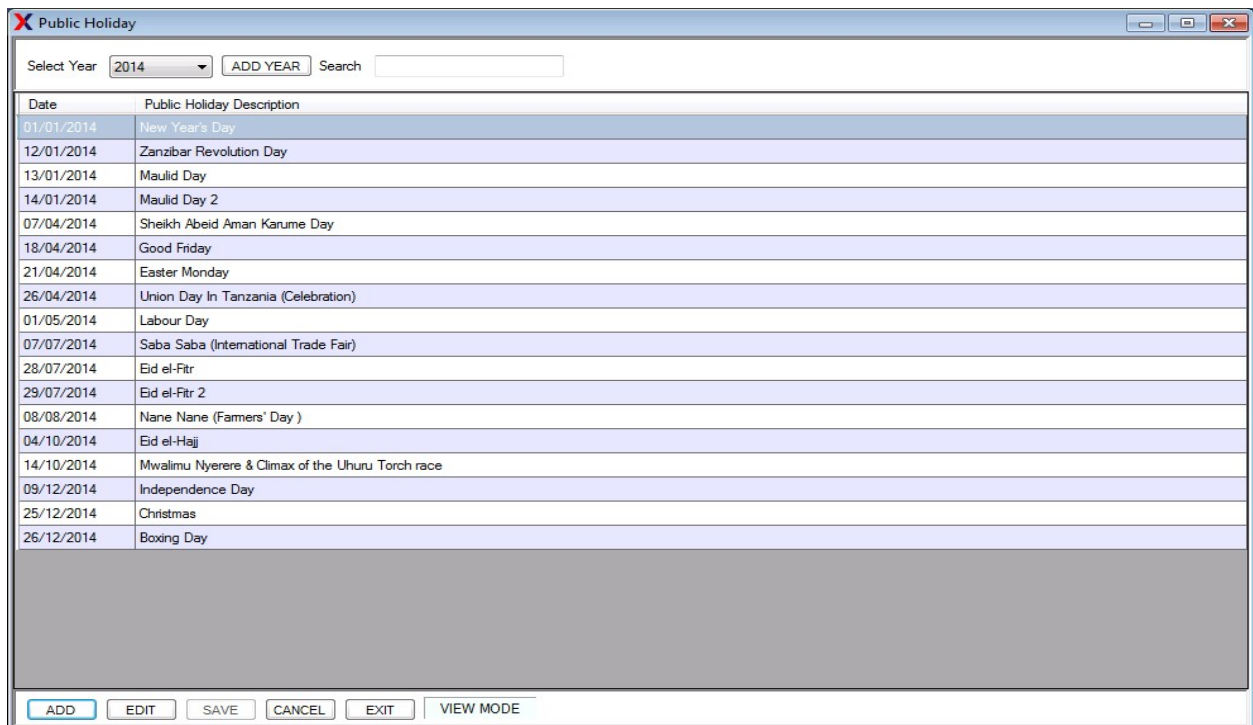 Public Holiday
Select Year 2014 ADD YEAR Search
Date Public Holiday Description
01/01/2014 New Year's Day
12/01/2014 Zanzibar Revolution Day
13/01/2014 Maulid Day
14/01/2014 Maulid Day 2
07/04/2014 Sheikh Abeid Aman Karume Day
18/04/2014 Good Friday
21/04/2014 Easter Monday
26/04/2014 Union Day In Tanzania (Celebration)
01/05/2014 Labour Day
07/07/2014 Saba Saba (International Trade Fair)
28/07/2014 Eid el-Fitr
29/07/2014 Eid el-Fitr 2
08/08/2014 Nane Nane (Farmers' Day )
04/10/2014 Eid el-Hajj
14/10/2014 Mwalimu Nyerere & Climax of the Uhuru Torch race
09/12/2014 Independence Day
25/12/2014 Christmas
26/12/2014 Boxing Day
ADD EDIT SAVE CANCEL EXIT VIEW MODE